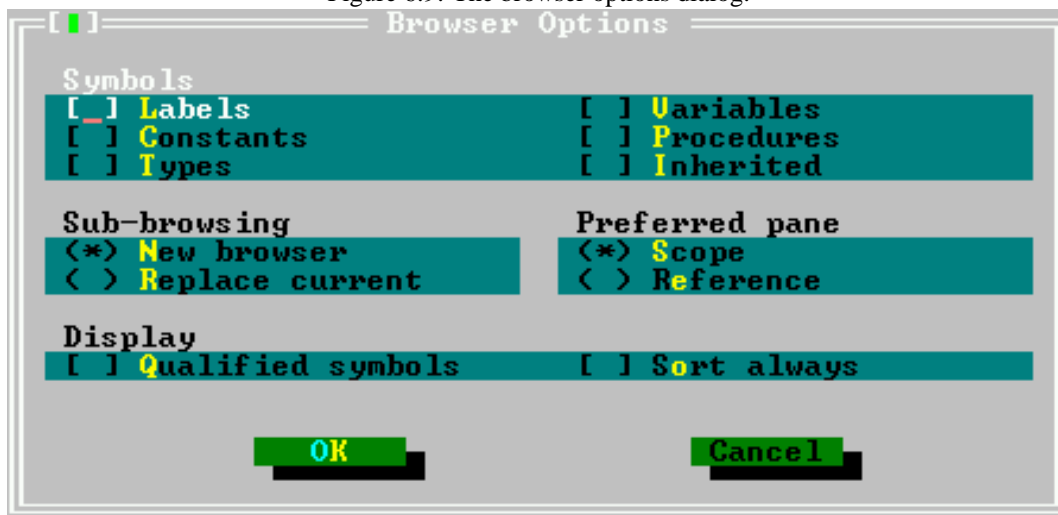 Figure 6.9: The browser options dialog.
[▮] Browser Options
Symbols
[_] Labels [ ] Variables
[ ] Constants [ ] Procedures
[ ] Types [ ] Inherited
Sub-browsing Preferred pane
(*) New browser (*) Scope
( ) Replace current ( ) Reference
Display
[ ] Qualified symbols [ ] Sort always
OK Cancel